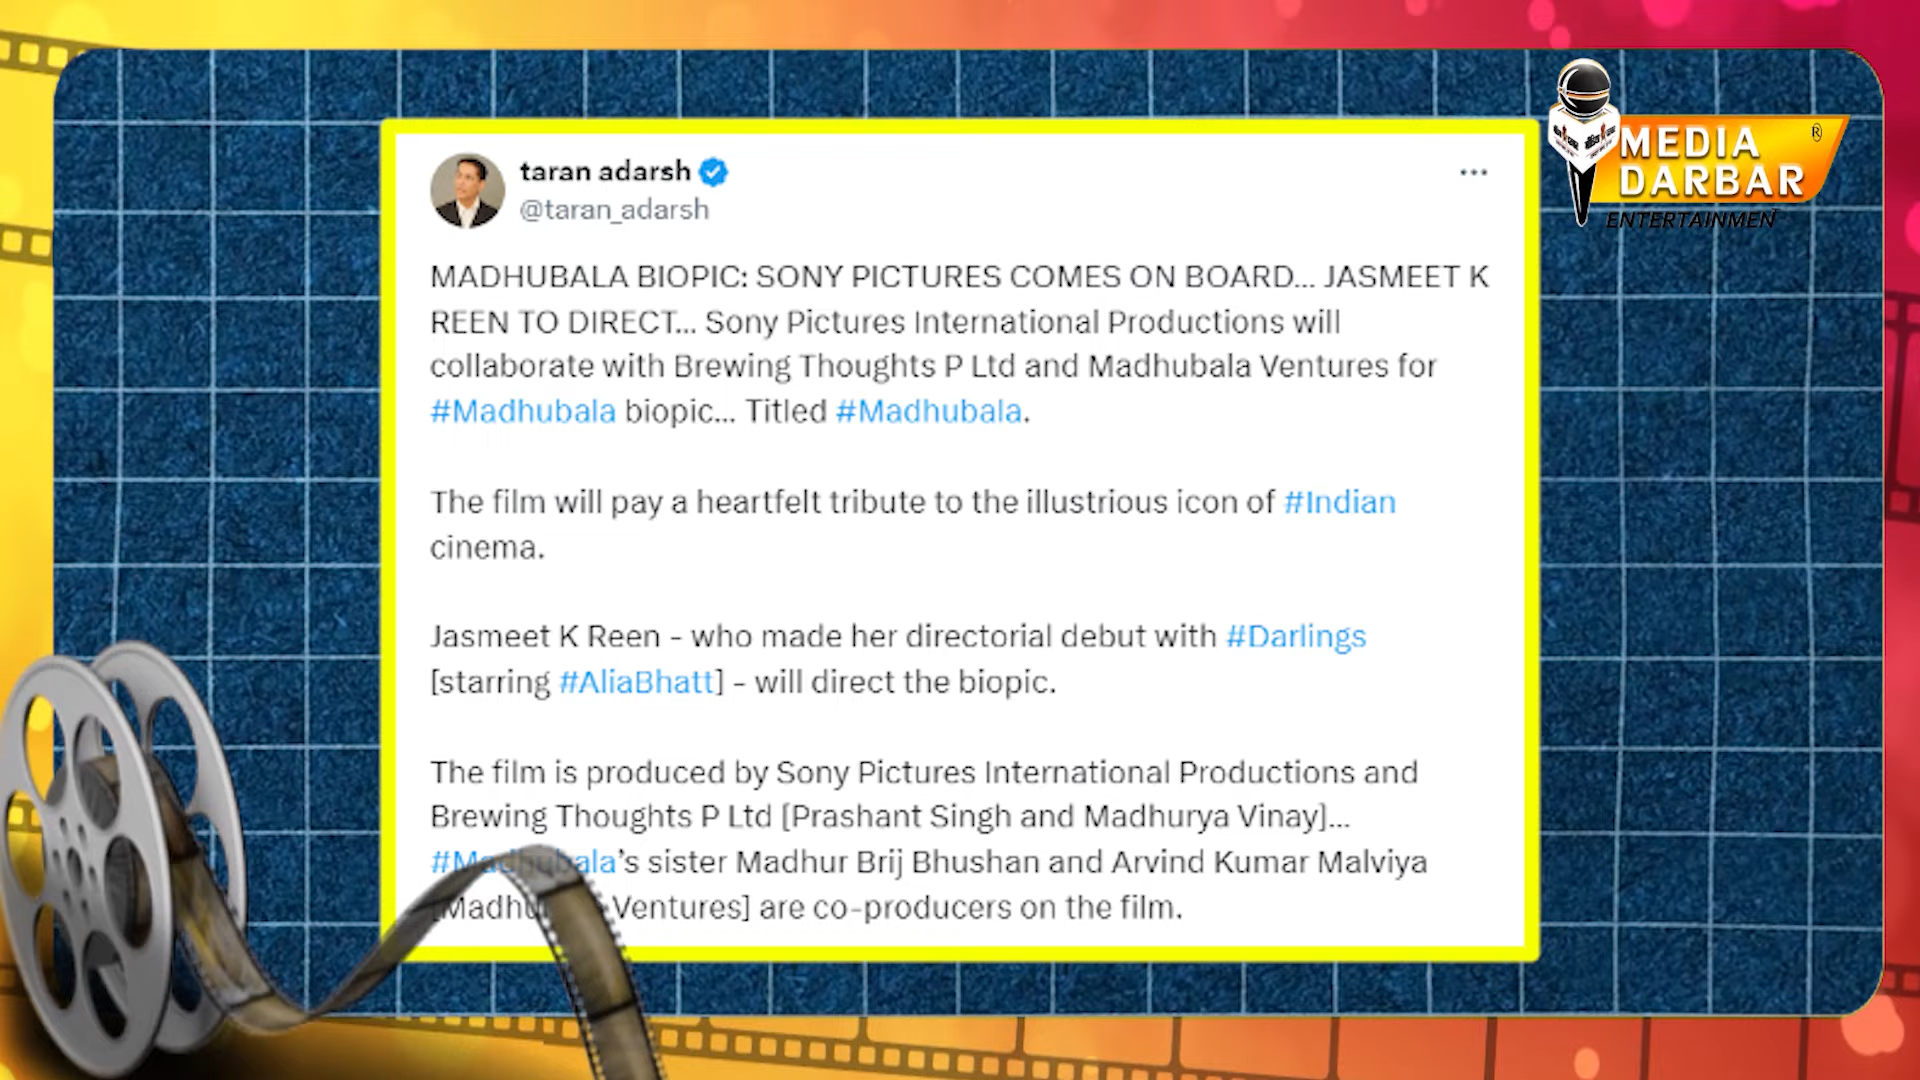 MEDIA
DARBAR
®
ENTERTAINMEN
taran adarsh
@taran_adarsh
MADHUBALA BIOPIC: SONY PICTURES COMES ON BOARD... JASMEET K
REEN TO DIRECT... Sony Pictures International Productions will
collaborate with Brewing Thoughts P Ltd and Madhubala Ventures for
#Madhubala biopic... Titled #Madhubala.
The film will pay a heartfelt tribute to the illustrious icon of #Indian
cinema.
Jasmeet K Reen - who made her directorial debut with #Darlings
[starring #AliaBhatt] - will direct the biopic.
The film is produced by Sony Pictures International Productions and
Brewing Thoughts P Ltd [Prashant Singh and Madhurya Vinay]...
#Madhubala’s sister Madhur Brij Bhushan and Arvind Kumar Malviya
Ventures] are co-producers on the film.